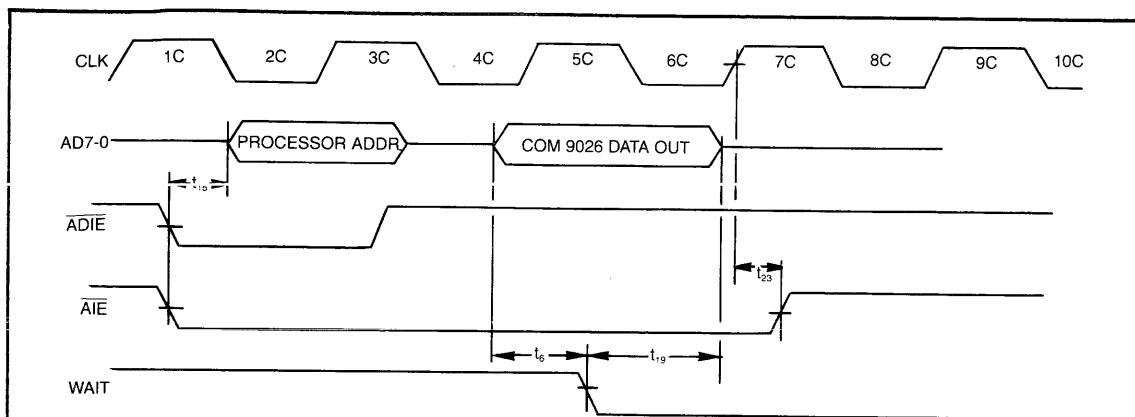 CLK 1C 2C 3C 4C 5C 6C 7C 8C 9C 10C
AD7-0 PROCESSOR ADDR. COM 9026 DATA OUT
t15
ADIE
t23
AIE
t6 t19
WAIT